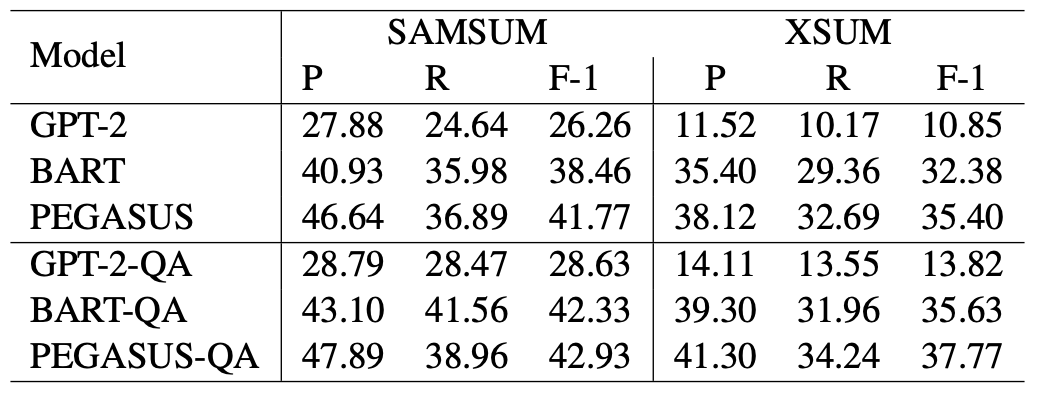 Model SAMSUM XSUM
P R F-1 P R F-1
GPT-2 27.88 24.64 26.26 11.52 10.17 10.85
BART 40.93 35.98 38.46 35.40 29.36 32.38
PEGASUS 46.64 36.89 41.77 38.12 32.69 35.40
GPT-2-QA 28.79 28.47 28.63 14.11 13.55 13.82
BART-QA 43.10 41.56 42.33 39.30 31.96 35.63
PEGASUS-QA 47.89 38.96 42.93 41.30 34.24 37.77